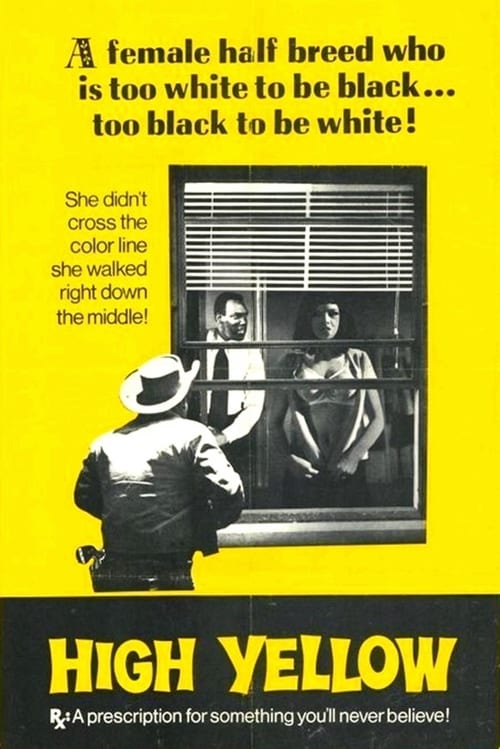 A female half breed who
is too white to be black...
too black to be white!
She didn't
cross the
color line
she walked
right down
the middle!
HIGH YELLOW
℞: A prescription for something you'll never believe!